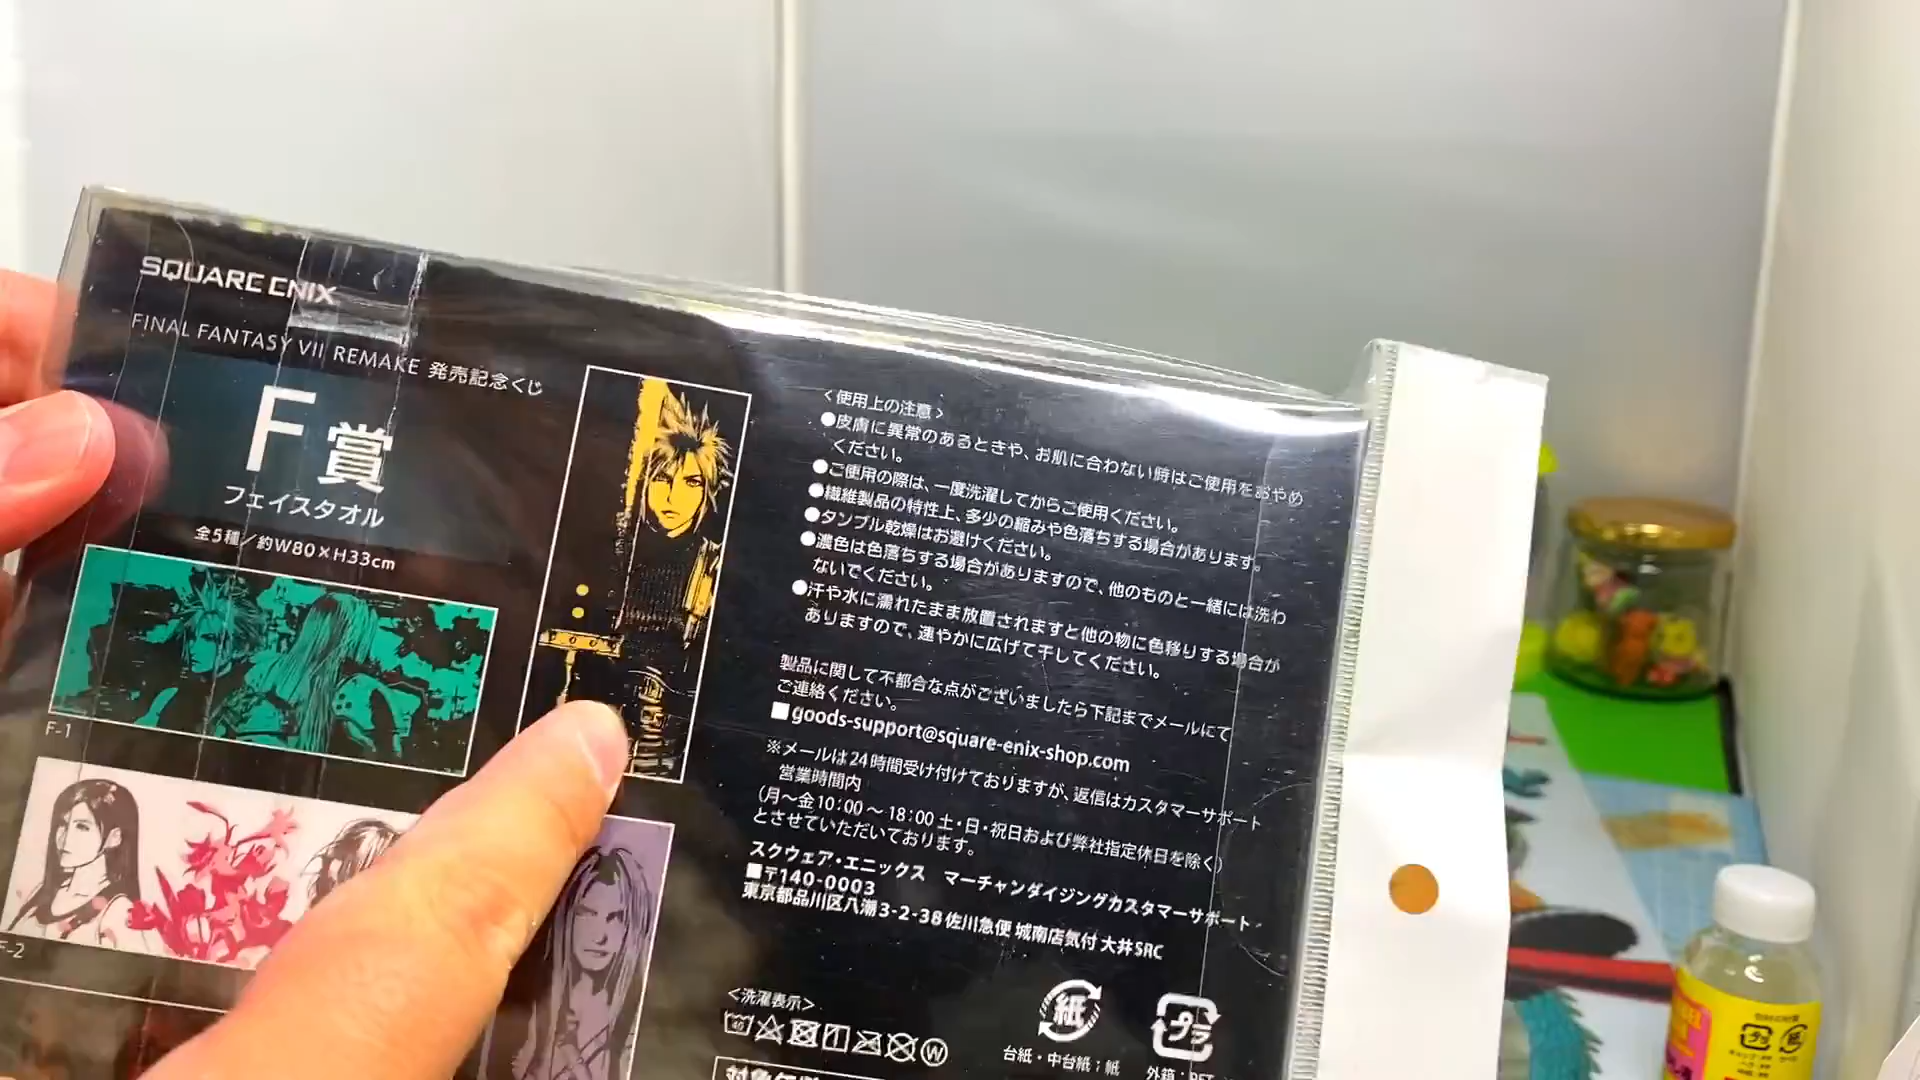 SQUARE ENIX
FINAL FANTASY VII REMAKE 発売記念くじ
F賞
フェイスタオル
全5種/約W80×H33cm
F-1
F-2
<使用上の注意>
●皮膚に異常のあるときや、お肌に合わない時はご使用をおやめ
ください。
●ご使用の際は、一度洗濯してからご使用ください。
●繊維製品の特性上、多少の縮みや色落ちする場合があります。
●タンブル乾燥はお避けください。
●濃色は色落ちする場合がありますので、他のものと一緒には洗わ
ないでください。
●汗や水に濡れたまま放置されますと他の物に色移りする場合が
ありますので、速やかに広げて干してください。
製品に関して不都合な点がございましたら下記までメールにて
ご連絡ください。
■goods-support@square-enix-shop.com
※メールは24時間受け付けておりますが、返信はカスタマーサポート
営業時間内
(月〜金10:00〜18:00 土・日・祝日および弊社指定休日を除く)
とさせていただいております。
スクウェア・エニックス マーチャンダイジングカスタマーサポート
■〒140-0003
東京都品川区八潮3-2-38 佐川急便 城南店気付 大井SRC
<洗濯表示>
40
W
紙
プラ
台紙・中台紙:紙
外箱:PET